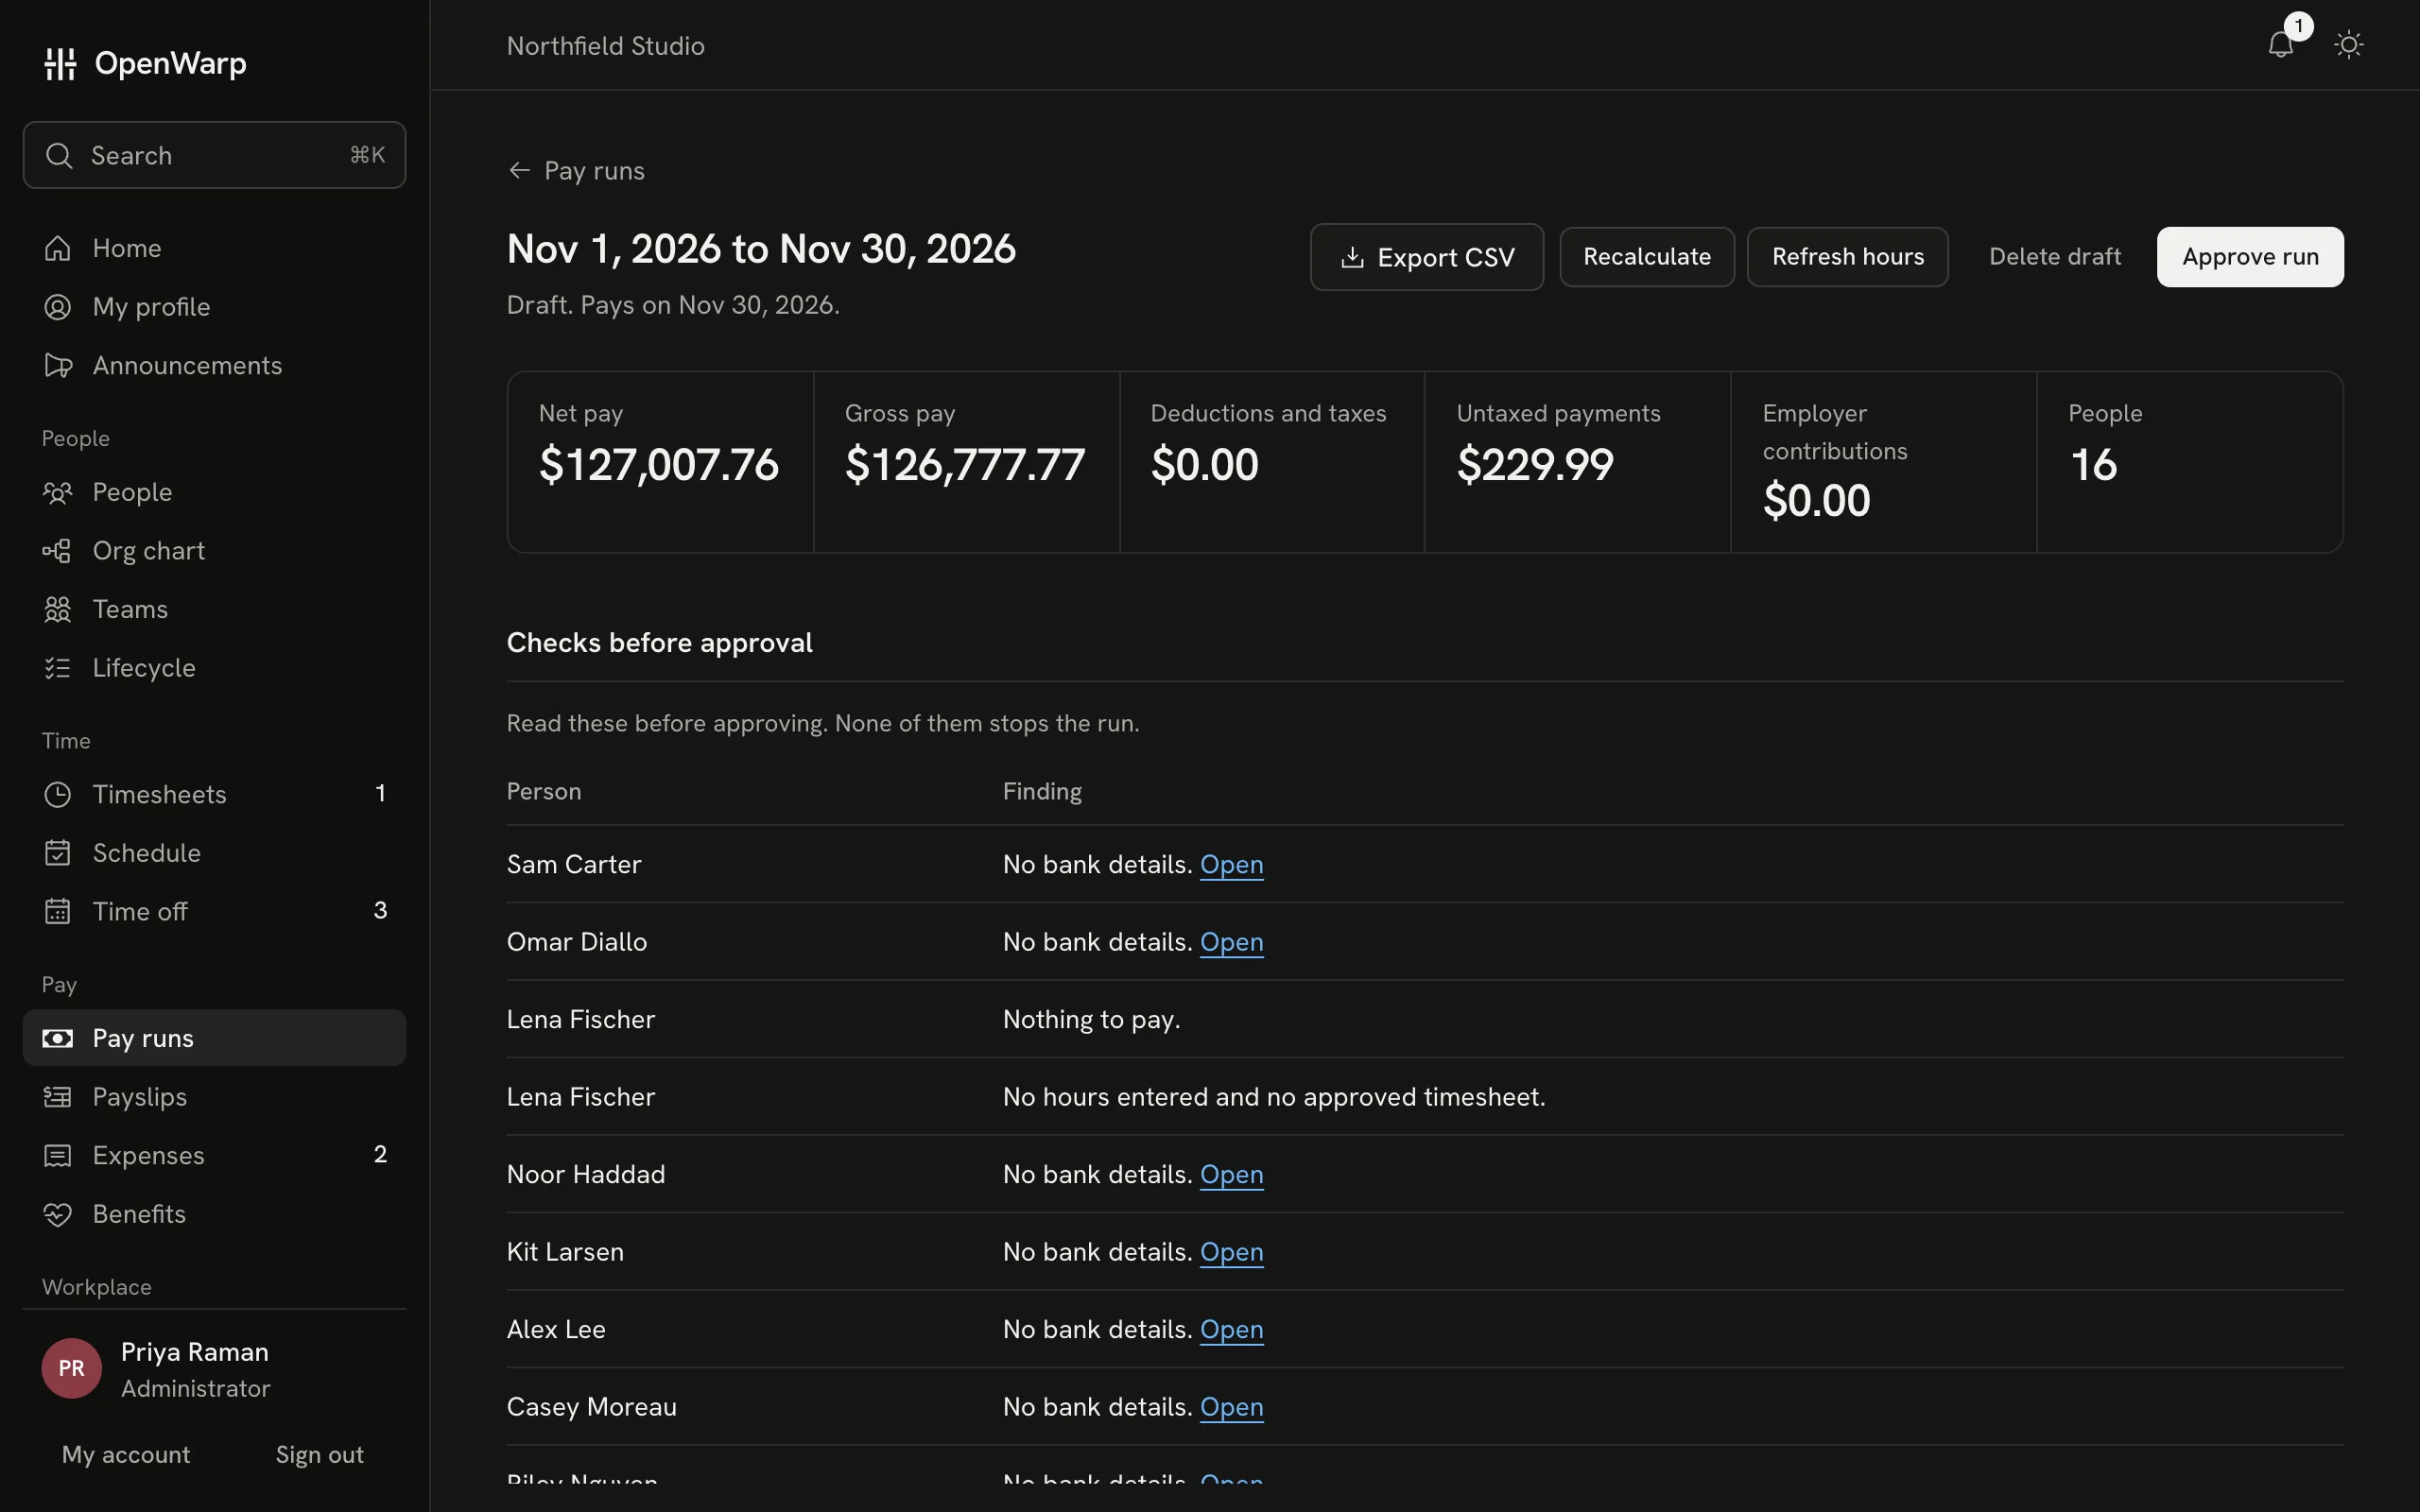 OpenWarp
Search ⌘K
Home
My profile
Announcements
People
People
Org chart
Teams
Lifecycle
Time
Timesheets 1
Schedule
Time off 3
Pay
Pay runs
Payslips
Expenses 2
Benefits
Workplace
PR
Priya Raman
Administrator
My account Sign out
Northfield Studio
1
← Pay runs
Nov 1, 2026 to Nov 30, 2026
Draft. Pays on Nov 30, 2026.
Export CSV Recalculate Refresh hours Delete draft Approve run
Net pay
$127,007.76
Gross pay
$126,777.77
Deductions and taxes
$0.00
Untaxed payments
$229.99
Employer
contributions
$0.00
People
16
Checks before approval
Read these before approving. None of them stops the run.
Person Finding
Sam Carter No bank details. Open
Omar Diallo No bank details. Open
Lena Fischer Nothing to pay.
Lena Fischer No hours entered and no approved timesheet.
Noor Haddad No bank details. Open
Kit Larsen No bank details. Open
Alex Lee No bank details. Open
Casey Moreau No bank details. Open
Riley Nguyen No bank details. Open